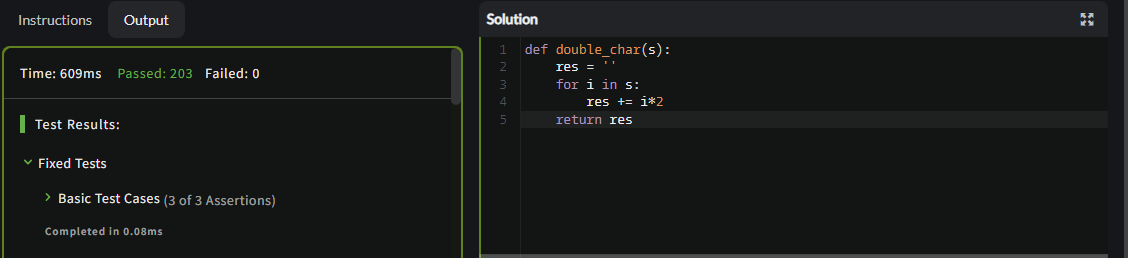 Instructions Output
Time: 609ms Passed: 203 Failed: 0
Test Results:
Fixed Tests
Basic Test Cases (3 of 3 Assertions)
Completed in 0.08ms
Solution
1 def double_char(s):
2     res = ''
3     for i in s:
4         res += i*2
5     return res